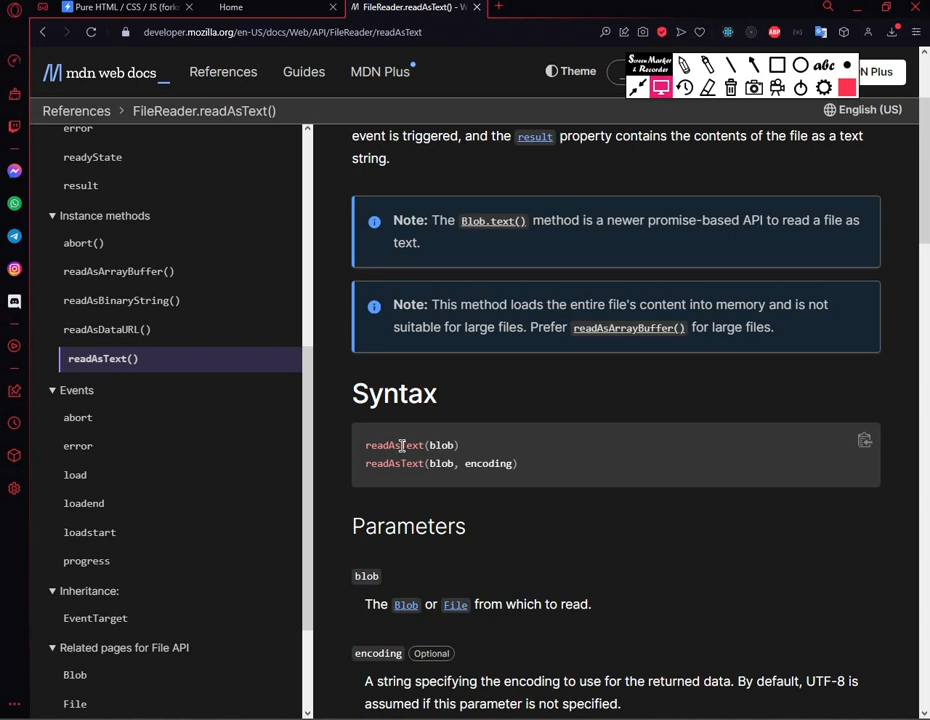 Pure HTML / CSS / JS (fork
Home
FileReader.readAsText() - W
developer.mozilla.org/en-US/docs/Web/API/FileReader/readAsText
ABP
mdn web docs
References
Guides
MDN Plus
Theme
Screen Marker
& Recorder
abc
N Plus
References
FileReader.readAsText()
English (US)
error
readyState
result
Instance methods
abort()
readAsArrayBuffer()
readAsBinaryString()
readAsDataURL()
readAsText()
Events
abort
error
load
loadend
loadstart
progress
Inheritance:
EventTarget
Related pages for File API
Blob
File
event is triggered, and the result property contains the contents of the file as a text
string.
Note: The Blob.text() method is a newer promise-based API to read a file as
text.
Note: This method loads the entire file's content into memory and is not
suitable for large files. Prefer readAsArrayBuffer() for large files.
Syntax
readAsText(blob)
readAsText(blob, encoding)
Parameters
blob
The Blob or File from which to read.
encoding Optional
A string specifying the encoding to use for the returned data. By default, UTF-8 is
assumed if this parameter is not specified.